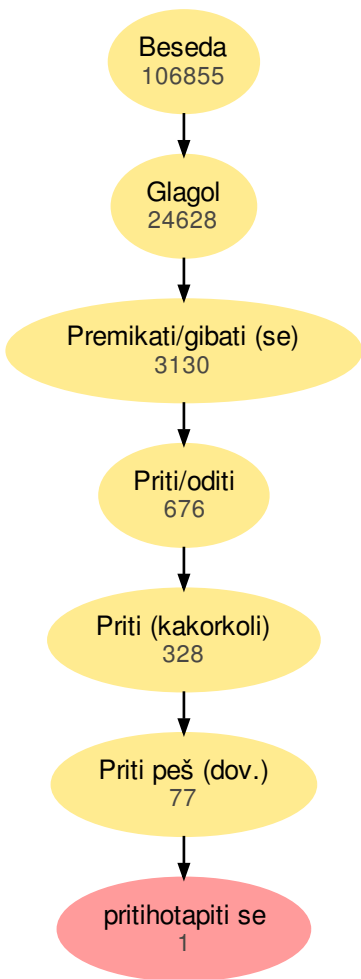 Beseda
106855
Glagol
24628
Premikati/gibati (se)
3130
Priti/oditi
676
Priti (kakorkoli)
328
Priti peš (dov.)
77
pritihotapiti se
1